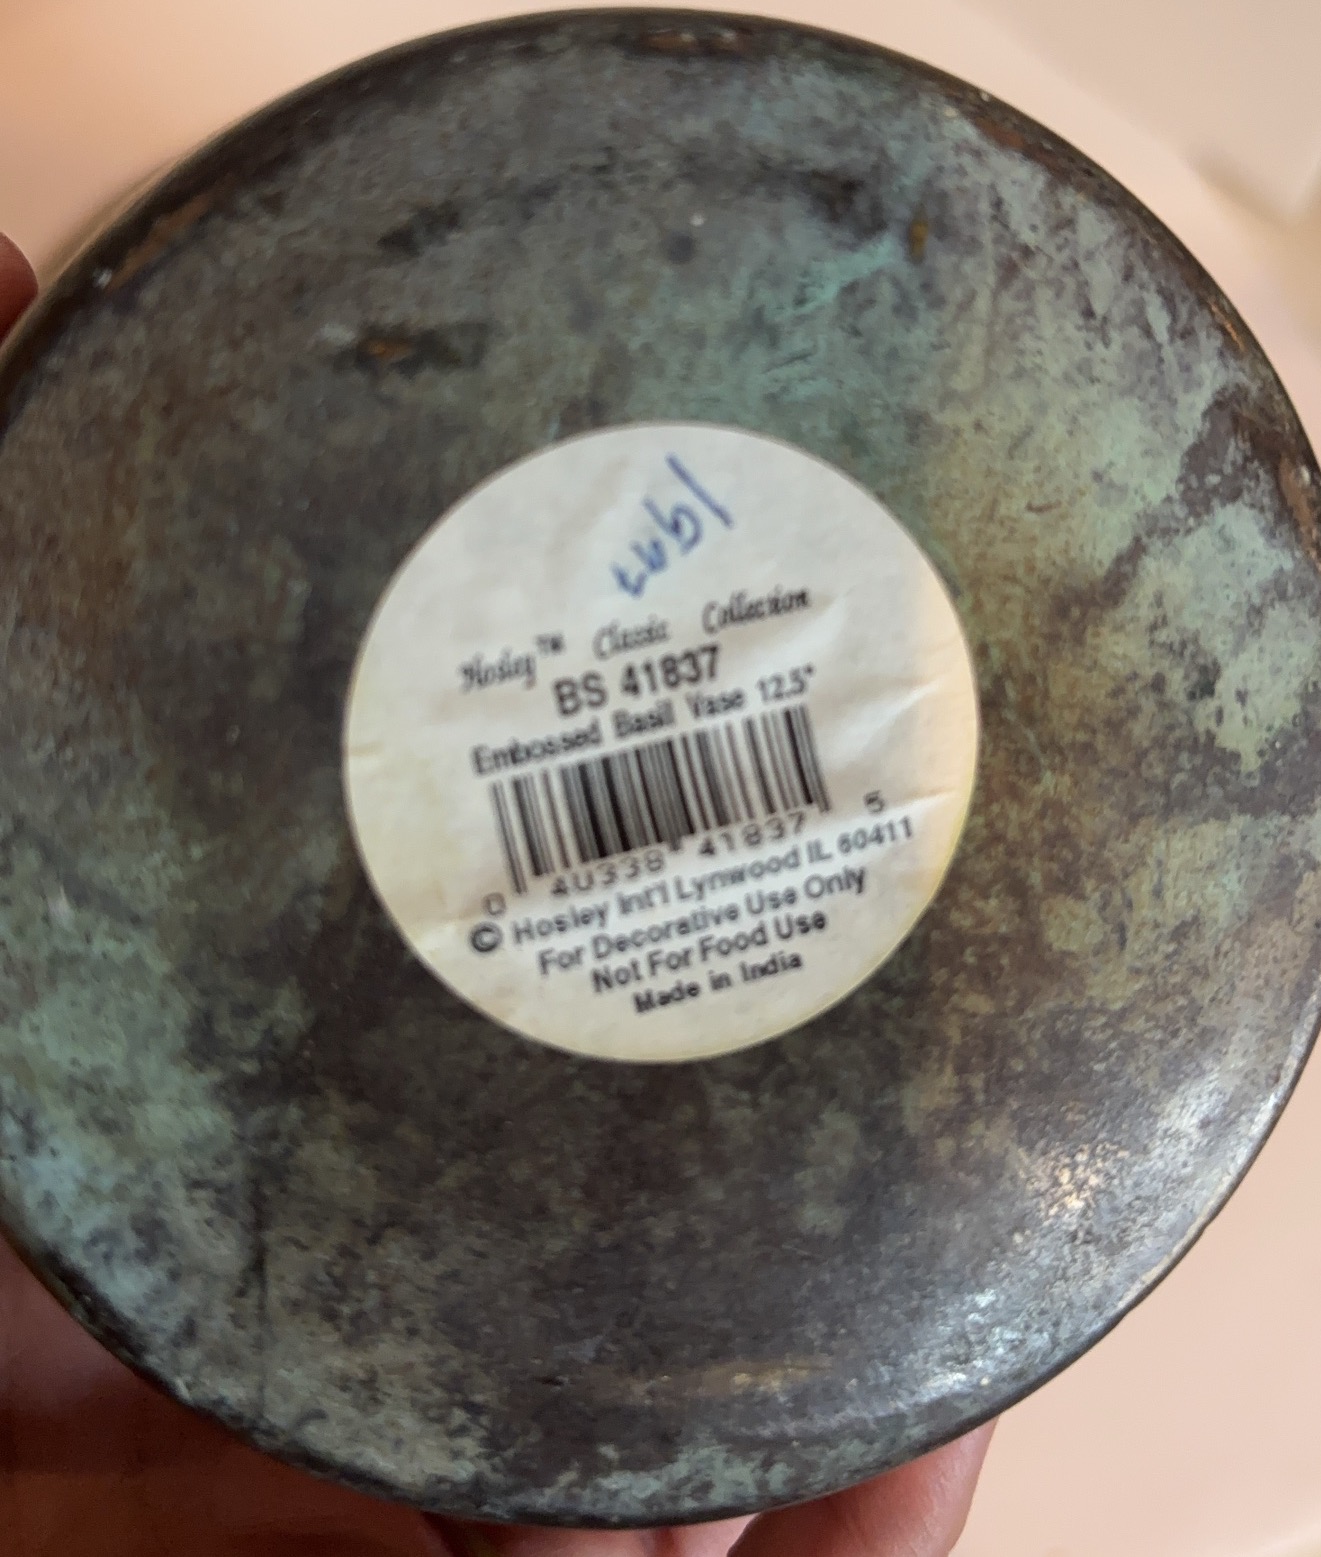 Hosley™ Classic Collection
BS 41837
Embossed Basil Vase 12.5"
0 40338 41837 5
© Hosley Int'l Lynwood IL 60411
For Decorative Use Only
Not For Food Use
Made in India